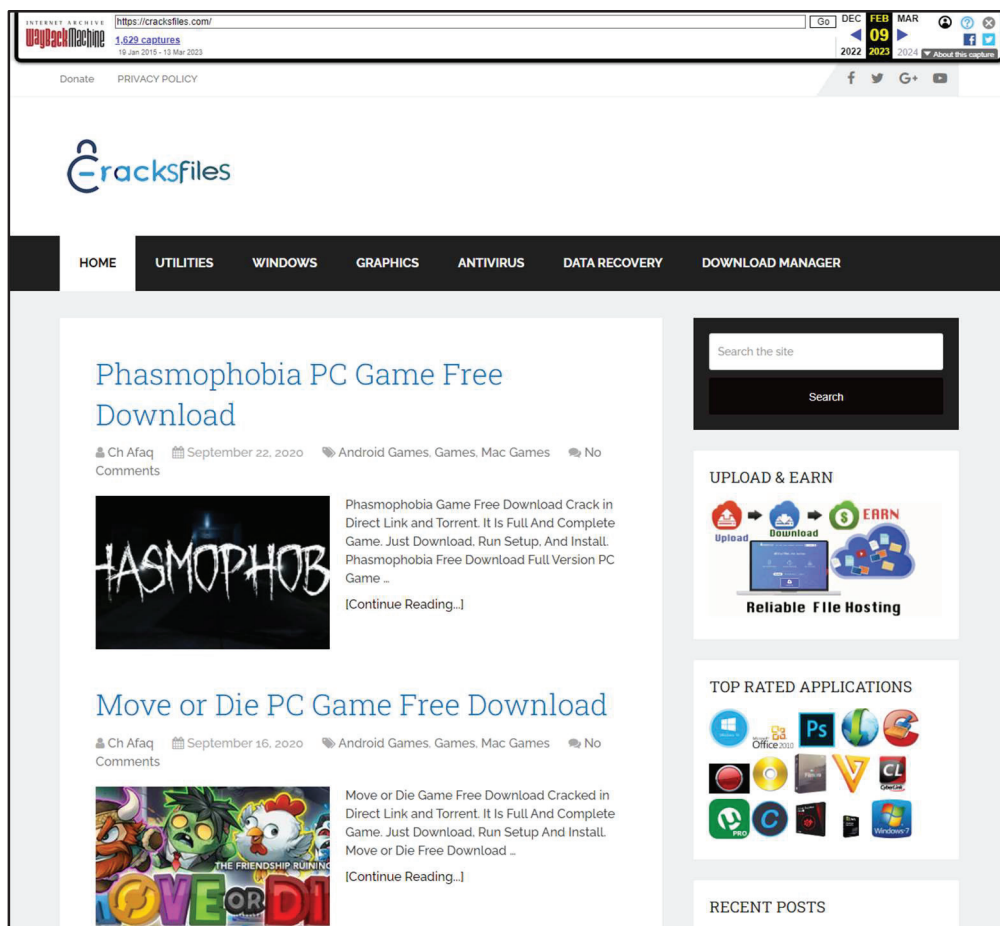 INTERNET ARCHIVE
WayBackMachine
https://cracksfiles.com/
Go
1,629 captures
19 Jan 2015 - 13 Mar 2023
DEC FEB MAR
09
2022 2023 2024
About this capture
Donate PRIVACY POLICY
Cracksfiles
HOME UTILITIES WINDOWS GRAPHICS ANTIVIRUS DATA RECOVERY DOWNLOAD MANAGER
Phasmophobia PC Game Free
Download
Ch Afaq September 22, 2020 Android Games, Games, Mac Games No
Comments
HASMOPHOB
Phasmophobia Game Free Download Crack in
Direct Link and Torrent. It Is Full And Complete
Game. Just Download, Run Setup, And Install.
Phasmophobia Free Download Full Version PC
Game ...
[Continue Reading...]
Move or Die PC Game Free Download
Ch Afaq September 16, 2020 Android Games, Games, Mac Games No
Comments
THE FRIENDSHIP RUINING
MOVE OR DI
Move or Die Game Free Download Cracked in
Direct Link and Torrent. It Is Full And Complete
Game. Just Download, Run Setup And Install.
Move or Die Free Download ...
[Continue Reading...]
Search the site
Search
UPLOAD & EARN
Upload
Download
EARN
Reliable FIle Hosting
TOP RATED APPLICATIONS
Office 2010
Ps
CL
CyberLink
PRO
Windows 7
RECENT POSTS